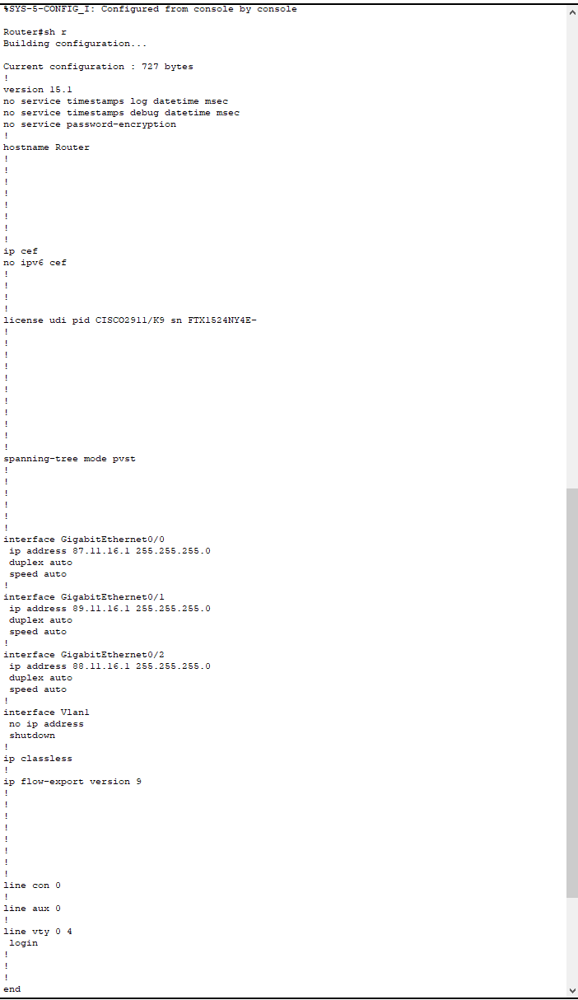 %SYS-5-CONFIG_I: Configured from console by console
Router#sh r
Building configuration...
Current configuration : 727 bytes
!
version 15.1
no service timestamps log datetime msec
no service timestamps debug datetime msec
no service password-encryption
!
hostname Router
!
!
!
!
!
!
!
!
ip cef
no ipv6 cef
!
!
!
!
license udi pid CISCO2911/K9 sn FTX1524NY4E-
!
!
!
!
!
!
!
!
!
!
!
spanning-tree mode pvst
!
!
!
!
!
!
interface GigabitEthernet0/0
 ip address 87.11.16.1 255.255.255.0
 duplex auto
 speed auto
!
interface GigabitEthernet0/1
 ip address 89.11.16.1 255.255.255.0
 duplex auto
 speed auto
!
interface GigabitEthernet0/2
 ip address 88.11.16.1 255.255.255.0
 duplex auto
 speed auto
!
interface Vlan1
 no ip address
 shutdown
!
ip classless
!
ip flow-export version 9
!
!
!
!
!
!
!
!
line con 0
!
line aux 0
!
line vty 0 4
 login
!
!
!
end